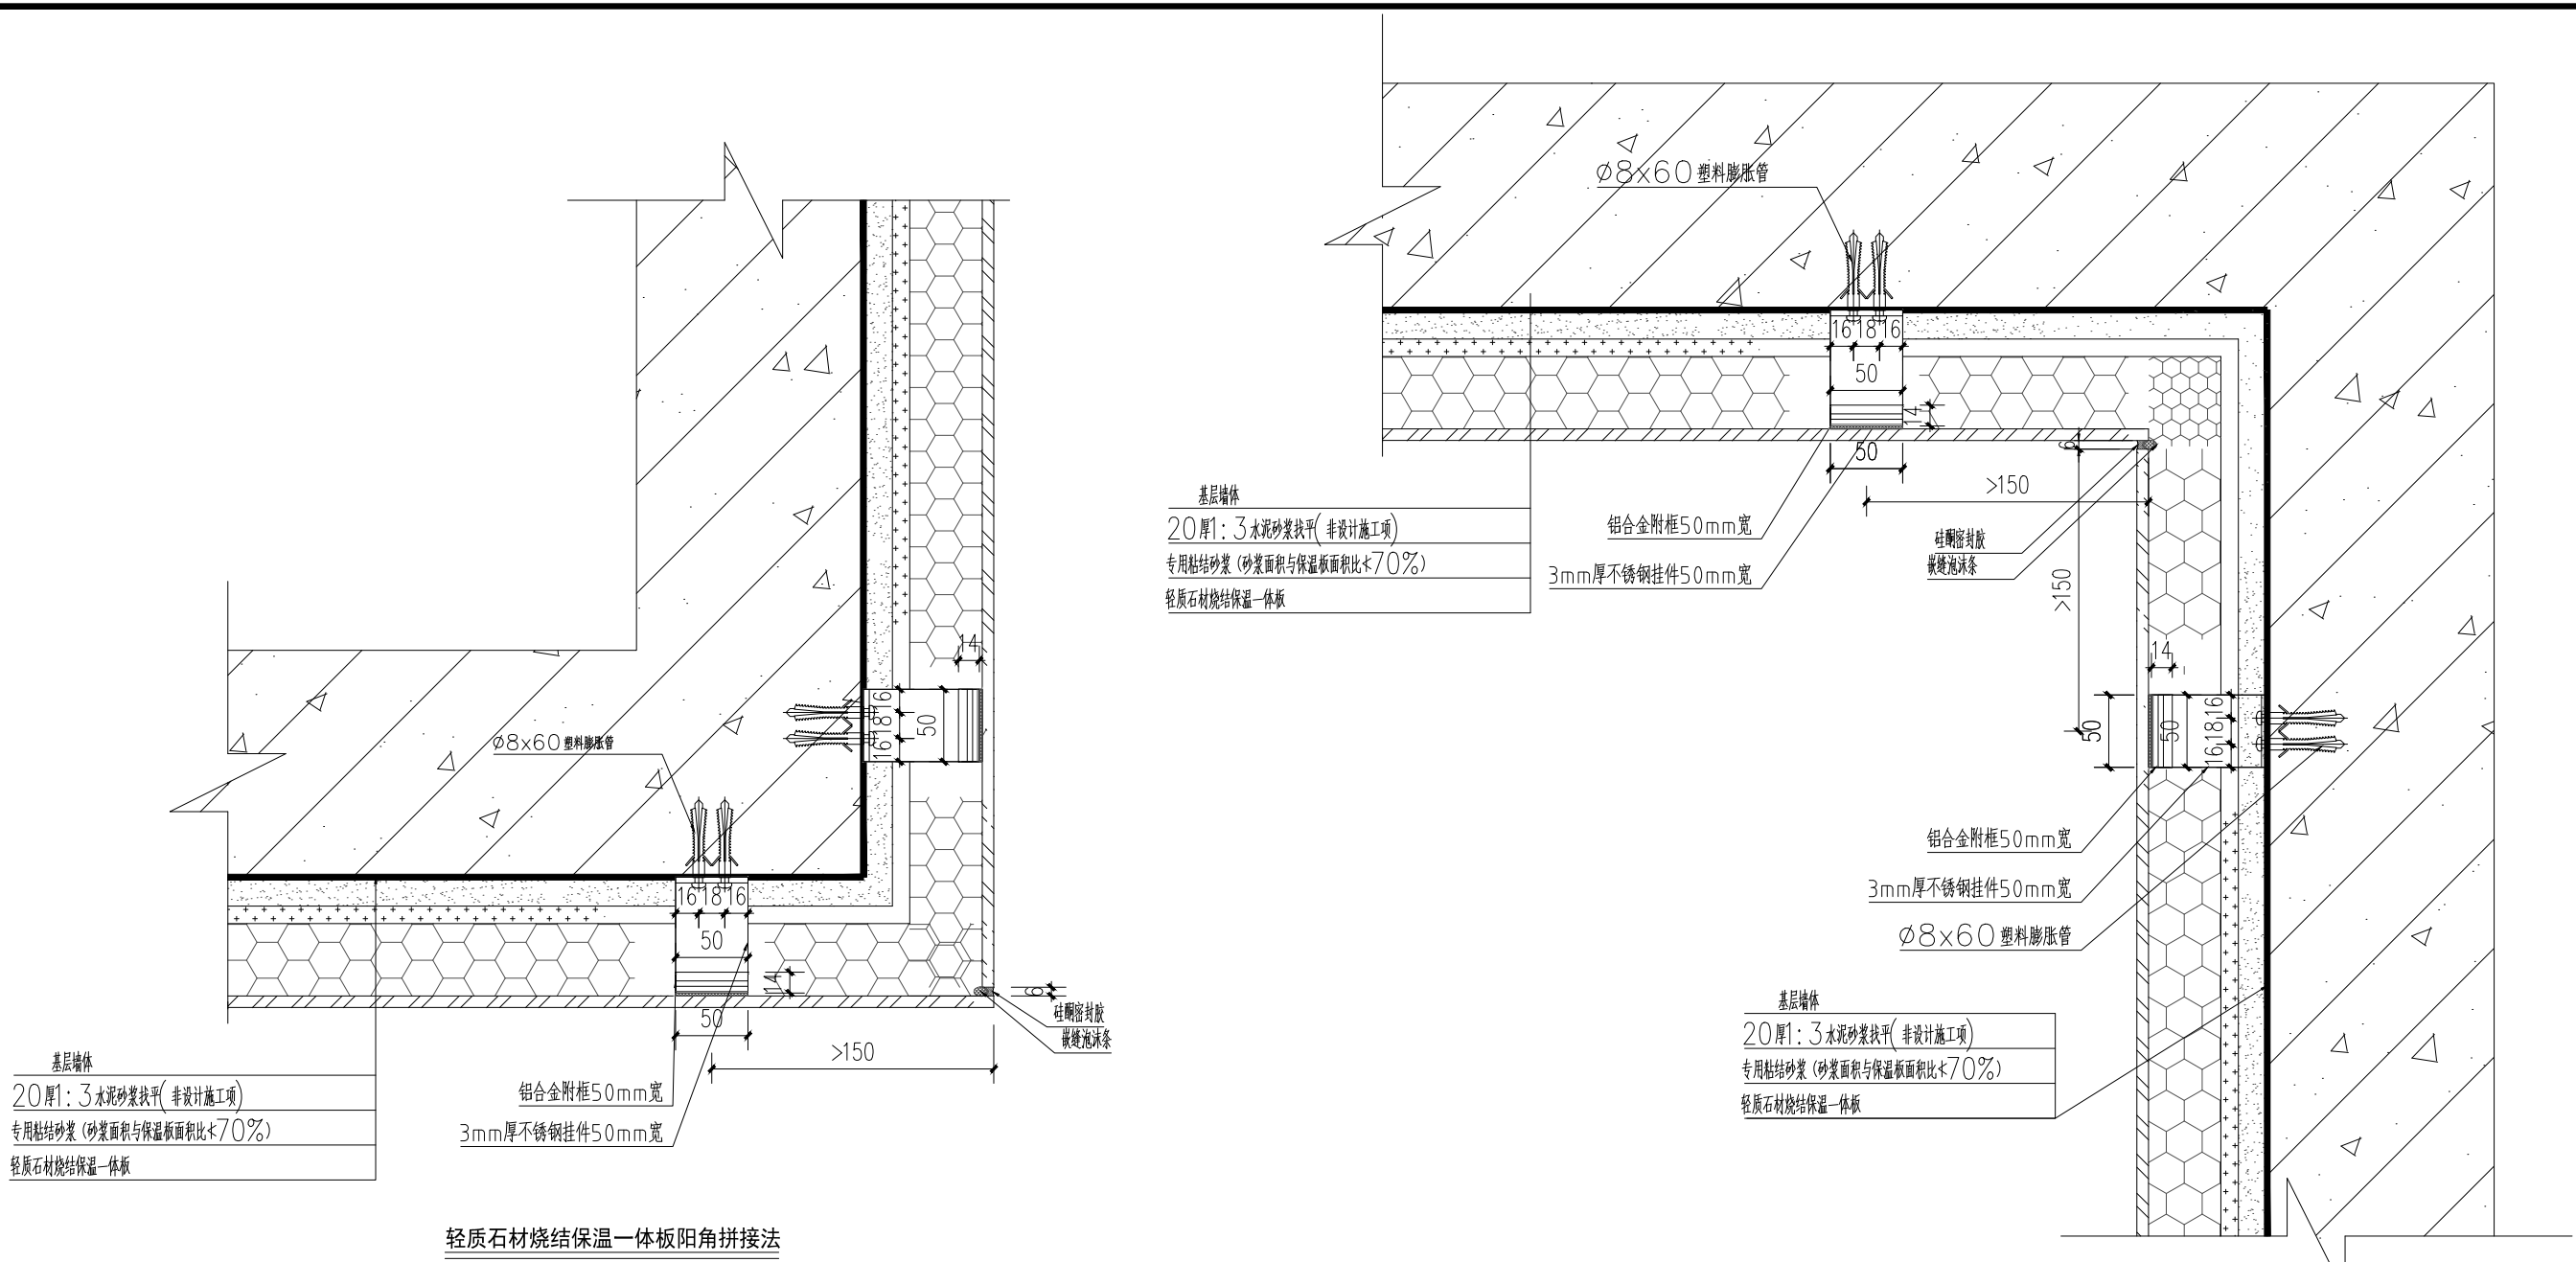 14
16
18
16
50
ø8x60 塑料膨胀管
16 18 16
50
14
50
>150
6
硅酮密封胶
嵌缝泡沫条
基层墙体
20厚1:3水泥砂浆找平(非设计施工项)
专用粘结砂浆(砂浆面积与保温板面积比≮70%)
轻质石材烧结保温一体板
铝合金附框50mm宽
3mm厚不锈钢挂件50mm宽
轻质石材烧结保温一体板阳角拼接法
ø8x60 塑料膨胀管
16 18 16
50
14
50
>150
基层墙体
20厚1:3水泥砂浆找平(非设计施工项)
专用粘结砂浆(砂浆面积与保温板面积比≮70%)
轻质石材烧结保温一体板
铝合金附框50mm宽
3mm厚不锈钢挂件50mm宽
硅酮密封胶
嵌缝泡沫条
>150
14
50
50
16 18 16
铝合金附框50mm宽
3mm厚不锈钢挂件50mm宽
ø8x60 塑料膨胀管
基层墙体
20厚1:3水泥砂浆找平(非设计施工项)
专用粘结砂浆(砂浆面积与保温板面积比≮70%)
轻质石材烧结保温一体板